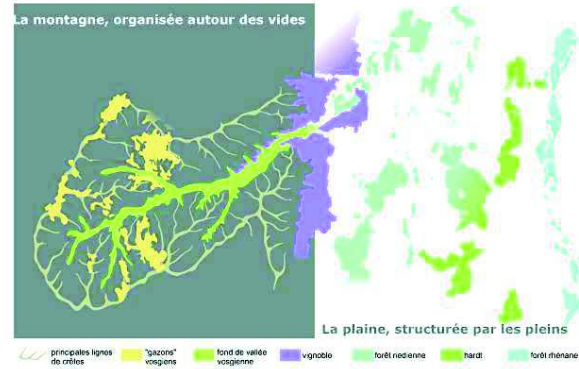 La montagne, organisée autour des vides
La plaine, structurée par les pleins
principales lignes
de crêtes
"gazons"
vosgiens
fond de vallée
vosgienne
vignoble
forêt riedienne
hardt
forêt rhénane